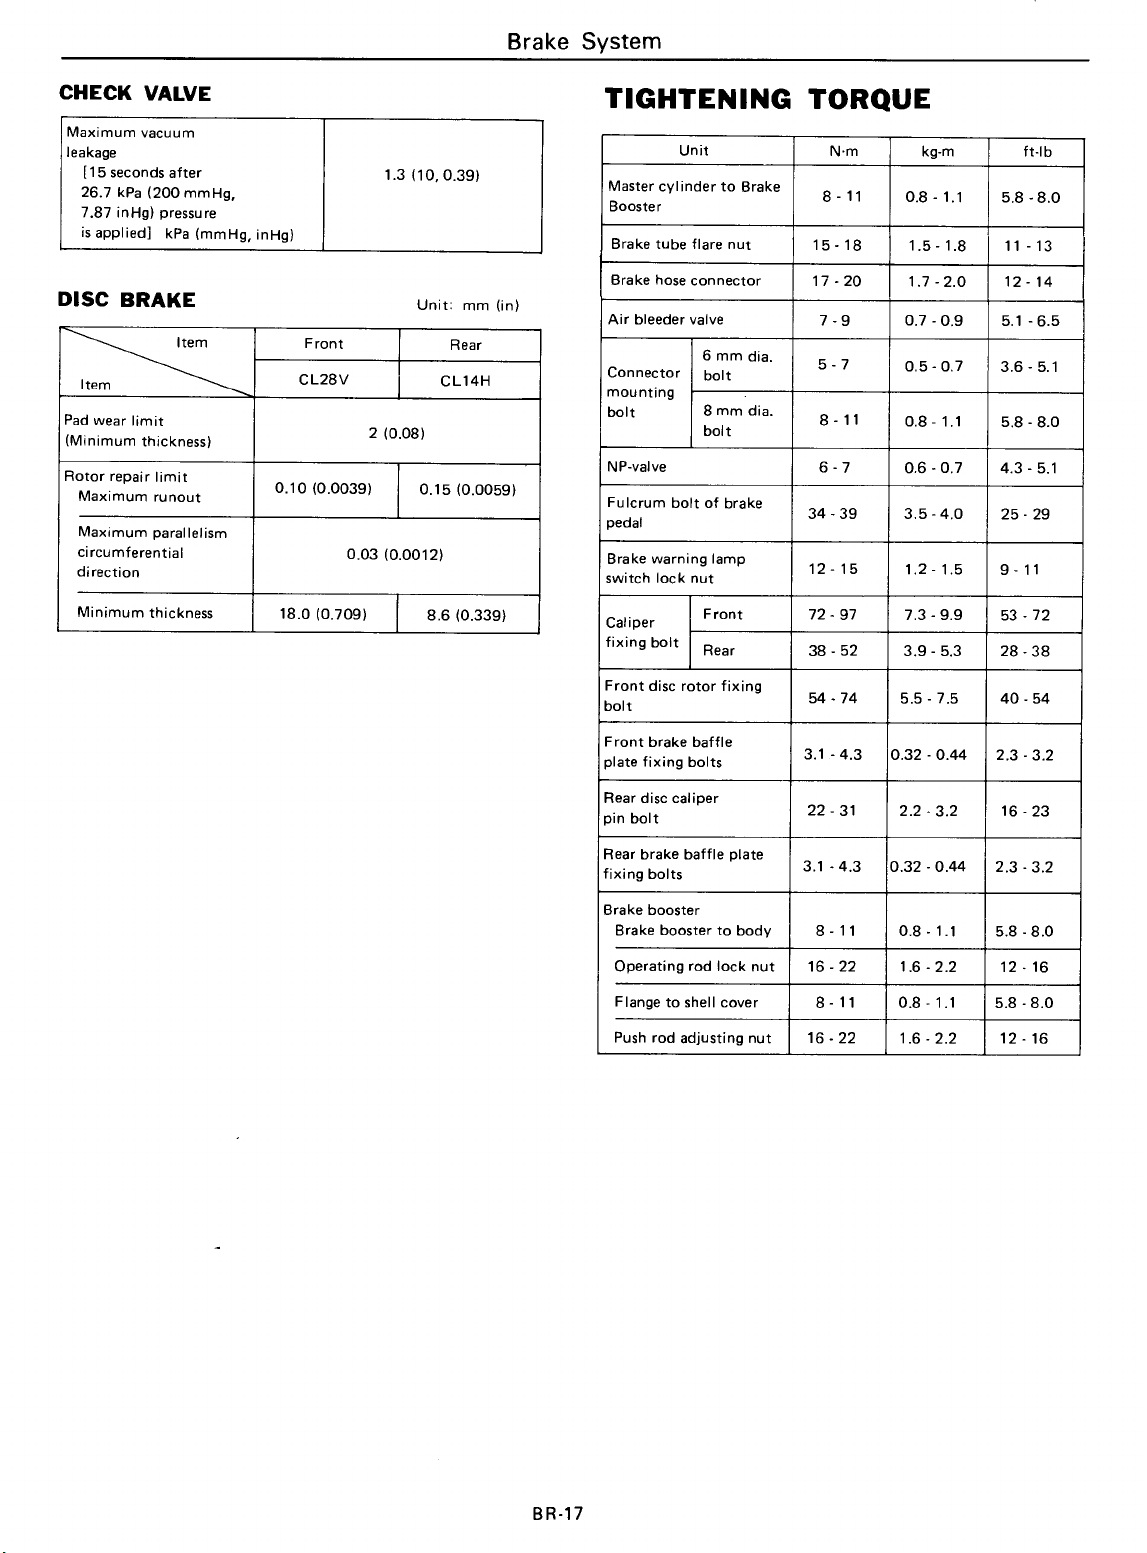 Brake System
CHECK VALVE
Maximum vacuum
leakage
[15 seconds after
26.7 kPa (200 mmHg,
7.87 inHg) pressure
is applied] kPa (mmHg, inHg)
1.3 (10, 0.39)
DISC BRAKE
Unit: mm (in)
Item
Item
Front
Rear
CL28V
CL14H
Pad wear limit
(Minimum thickness)
2 (0.08)
Rotor repair limit
Maximum runout
0.10 (0.0039)
0.15 (0.0059)
Maximum parallelism
circumferential
direction
0.03 (0.0012)
Minimum thickness
18.0 (0.709)
8.6 (0.339)
TIGHTENING TORQUE
Unit N·m kg-m ft-lb
Master cylinder to Brake
Booster
8 - 11 0.8 - 1.1 5.8 - 8.0
Brake tube flare nut 15 - 18 1.5 - 1.8 11 - 13
Brake hose connector 17 - 20 1.7 - 2.0 12 - 14
Air bleeder valve 7 - 9 0.7 - 0.9 5.1 - 6.5
Connector
mounting
bolt
6 mm dia.
bolt
5 - 7 0.5 - 0.7 3.6 - 5.1
8 mm dia.
bolt
8 - 11 0.8 - 1.1 5.8 - 8.0
NP-valve 6 - 7 0.6 - 0.7 4.3 - 5.1
Fulcrum bolt of brake
pedal
34 - 39 3.5 - 4.0 25 - 29
Brake warning lamp
switch lock nut
12 - 15 1.2 - 1.5 9 - 11
Caliper
fixing bolt
Front 72 - 97 7.3 - 9.9 53 - 72
Rear 38 - 52 3.9 - 5.3 28 - 38
Front disc rotor fixing
bolt
54 - 74 5.5 - 7.5 40 - 54
Front brake baffle
plate fixing bolts
3.1 - 4.3 0.32 - 0.44 2.3 - 3.2
Rear disc caliper
pin bolt
22 - 31 2.2 - 3.2 16 - 23
Rear brake baffle plate
fixing bolts
3.1 - 4.3 0.32 - 0.44 2.3 - 3.2
Brake booster
Brake booster to body 8 - 11 0.8 - 1.1 5.8 - 8.0
Operating rod lock nut 16 - 22 1.6 - 2.2 12 - 16
Flange to shell cover 8 - 11 0.8 - 1.1 5.8 - 8.0
Push rod adjusting nut 16 - 22 1.6 - 2.2 12 - 16
BR-17